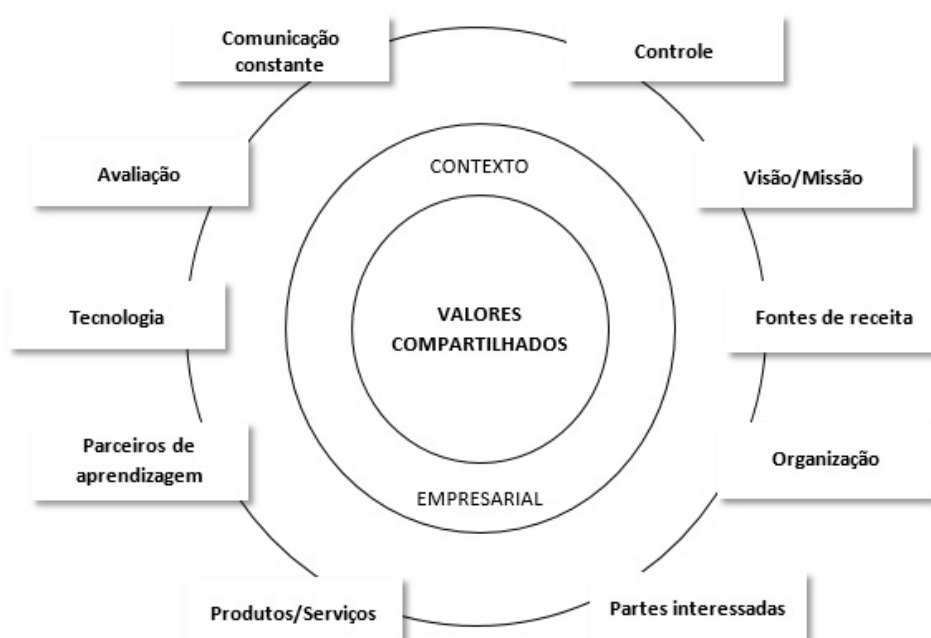 Comunicação
constante
Controle
Avaliação
CONTEXTO
Visão/Missão
Tecnologia
VALORES
COMPARTILHADOS
Fontes de receita
Parceiros de
aprendizagem
Organização
EMPRESARIAL
Produtos/Serviços
Partes interessadas